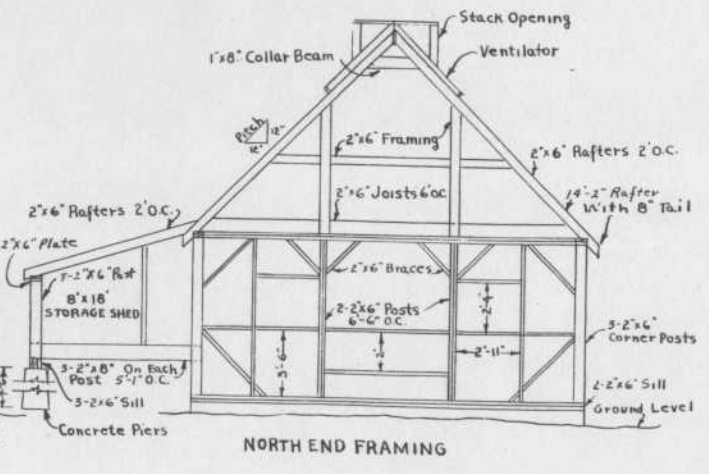 Stack Opening
1"x8" Collar Beam
Ventilator
Pitch
12"
12"
2"x6" Framing
2"x6" Rafters 2' O.C.
2"x6" Joists 6'oc
14'-2" Rafter
With 8" Tail
2"x6" Rafters 2'O.C.
2"x6" Plate
3-2"x6" Post
8'x18'
STORAGE SHED
2"x6" Braces
2-2"x6" Posts
6'-6" O.C.
2'-4"
3'-6"
2'-11"
3-2"x6"
Corner Posts
3-2"x8" On Each
Post 5'-1" O.C.
3-2x6" Sill
2-2"x6" Sill
Ground Level
Concrete Piers
NORTH END FRAMING